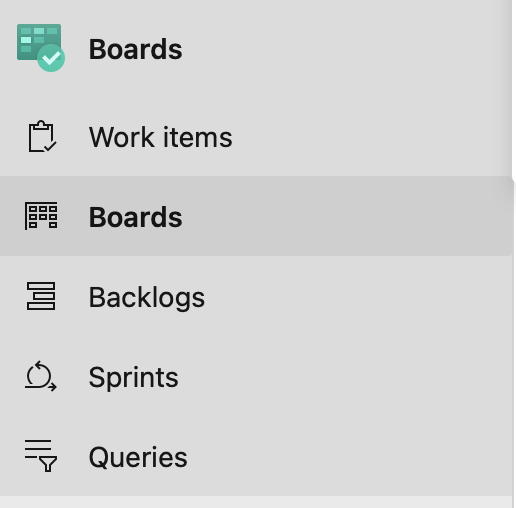 Boards
Work items
Boards
Backlogs
Sprints
Queries